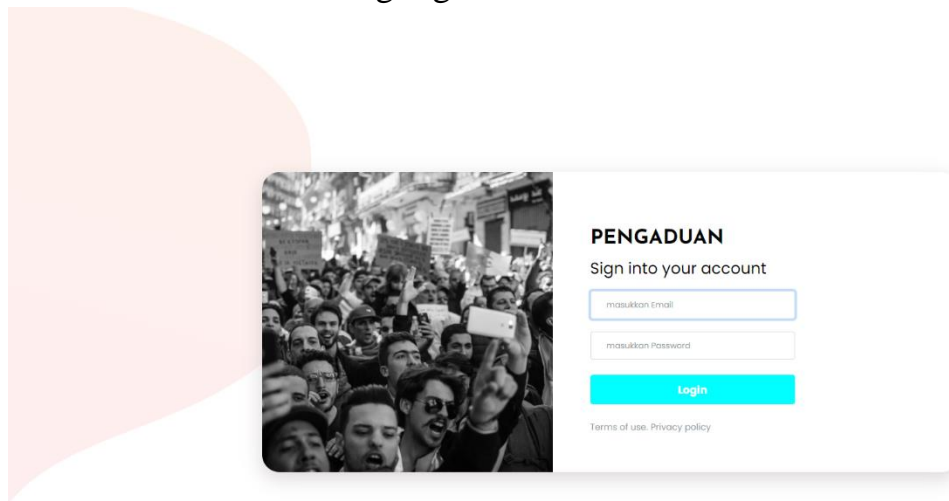 PENGADUAN
Sign into your account
masukkan Email
masukkan Password
Login
Terms of use. Privacy policy